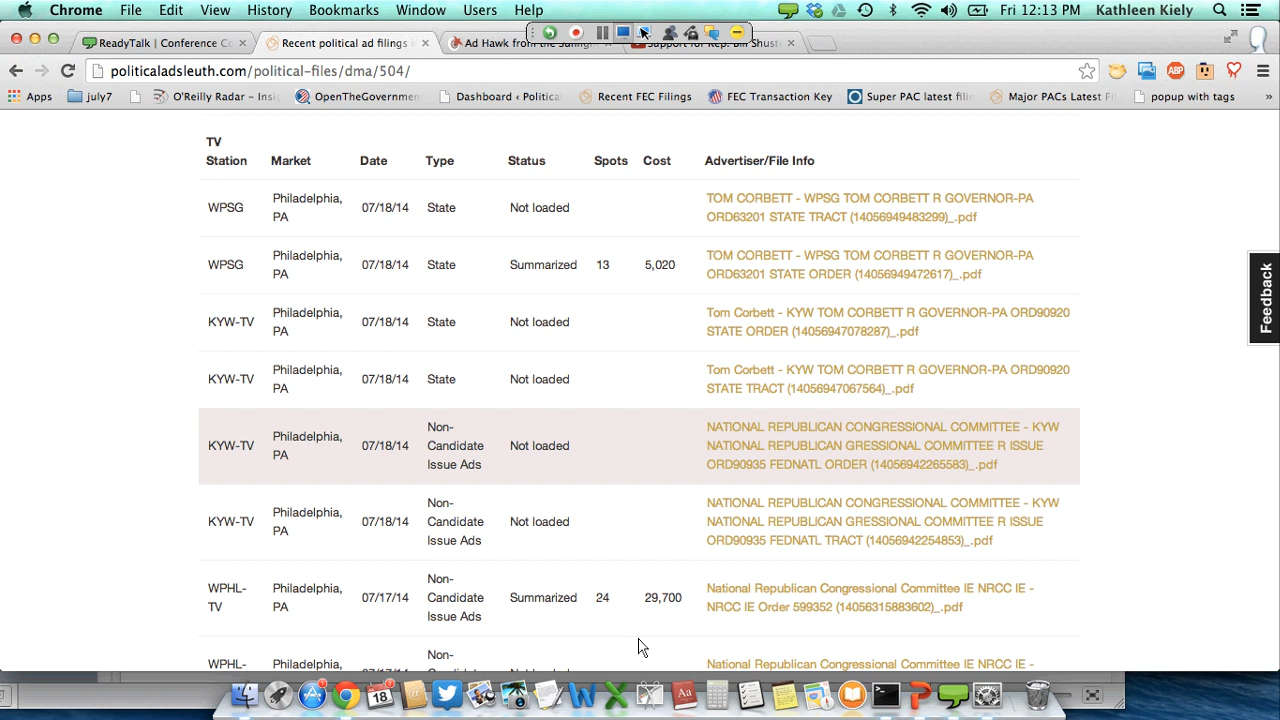 Chrome File Edit View History Bookmarks Window Users Help
Fri 12:13 PM Kathleen Kiely
ReadyTalk | Conference Co
Recent political ad filings i
Ad Hawk from the
Support for Rep. Bill Shust
politicaladsleuth.com/political-files/dma/504/
Apps july7 O'Reilly Radar - Insi OpenTheGovernmen Dashboard ‹ Political Recent FEC Filings FEC Transaction Key Super PAC latest filin Major PACs Latest F popup with tags »
TV
Station Market Date Type Status Spots Cost Advertiser/File Info
WPSG Philadelphia, PA 07/18/14 State Not loaded
TOM CORBETT - WPSG TOM CORBETT R GOVERNOR-PA
ORD63201 STATE TRACT (14056949483299)_.pdf
WPSG Philadelphia, PA 07/18/14 State Summarized 13 5,020
TOM CORBETT - WPSG TOM CORBETT R GOVERNOR-PA
ORD63201 STATE ORDER (14056949472617)_.pdf
KYW-TV Philadelphia, PA 07/18/14 State Not loaded
Tom Corbett - KYW TOM CORBETT R GOVERNOR-PA ORD90920
STATE ORDER (14056947078287)_.pdf
KYW-TV Philadelphia, PA 07/18/14 State Not loaded
Tom Corbett - KYW TOM CORBETT R GOVERNOR-PA ORD90920
STATE TRACT (14056947067564)_.pdf
KYW-TV Philadelphia, PA 07/18/14 Non-Candidate Issue Ads Not loaded
NATIONAL REPUBLICAN CONGRESSIONAL COMMITTEE - KYW
NATIONAL REPUBLICAN GRESSIONAL COMMITTEE R ISSUE
ORD90935 FEDNATL ORDER (14056942265583)_.pdf
KYW-TV Philadelphia, PA 07/18/14 Non-Candidate Issue Ads Not loaded
NATIONAL REPUBLICAN CONGRESSIONAL COMMITTEE - KYW
NATIONAL REPUBLICAN GRESSIONAL COMMITTEE R ISSUE
ORD90935 FEDNATL TRACT (14056942254853)_.pdf
WPHL-TV Philadelphia, PA 07/17/14 Non-Candidate Issue Ads Summarized 24 29,700
National Republican Congressional Committee IE NRCC IE -
NRCC IE Order 599352 (14056315883602)_.pdf
WPHL- Philadelphia, Non-
National Republican Congressional Committee IE NRCC IE -
Feedback
18